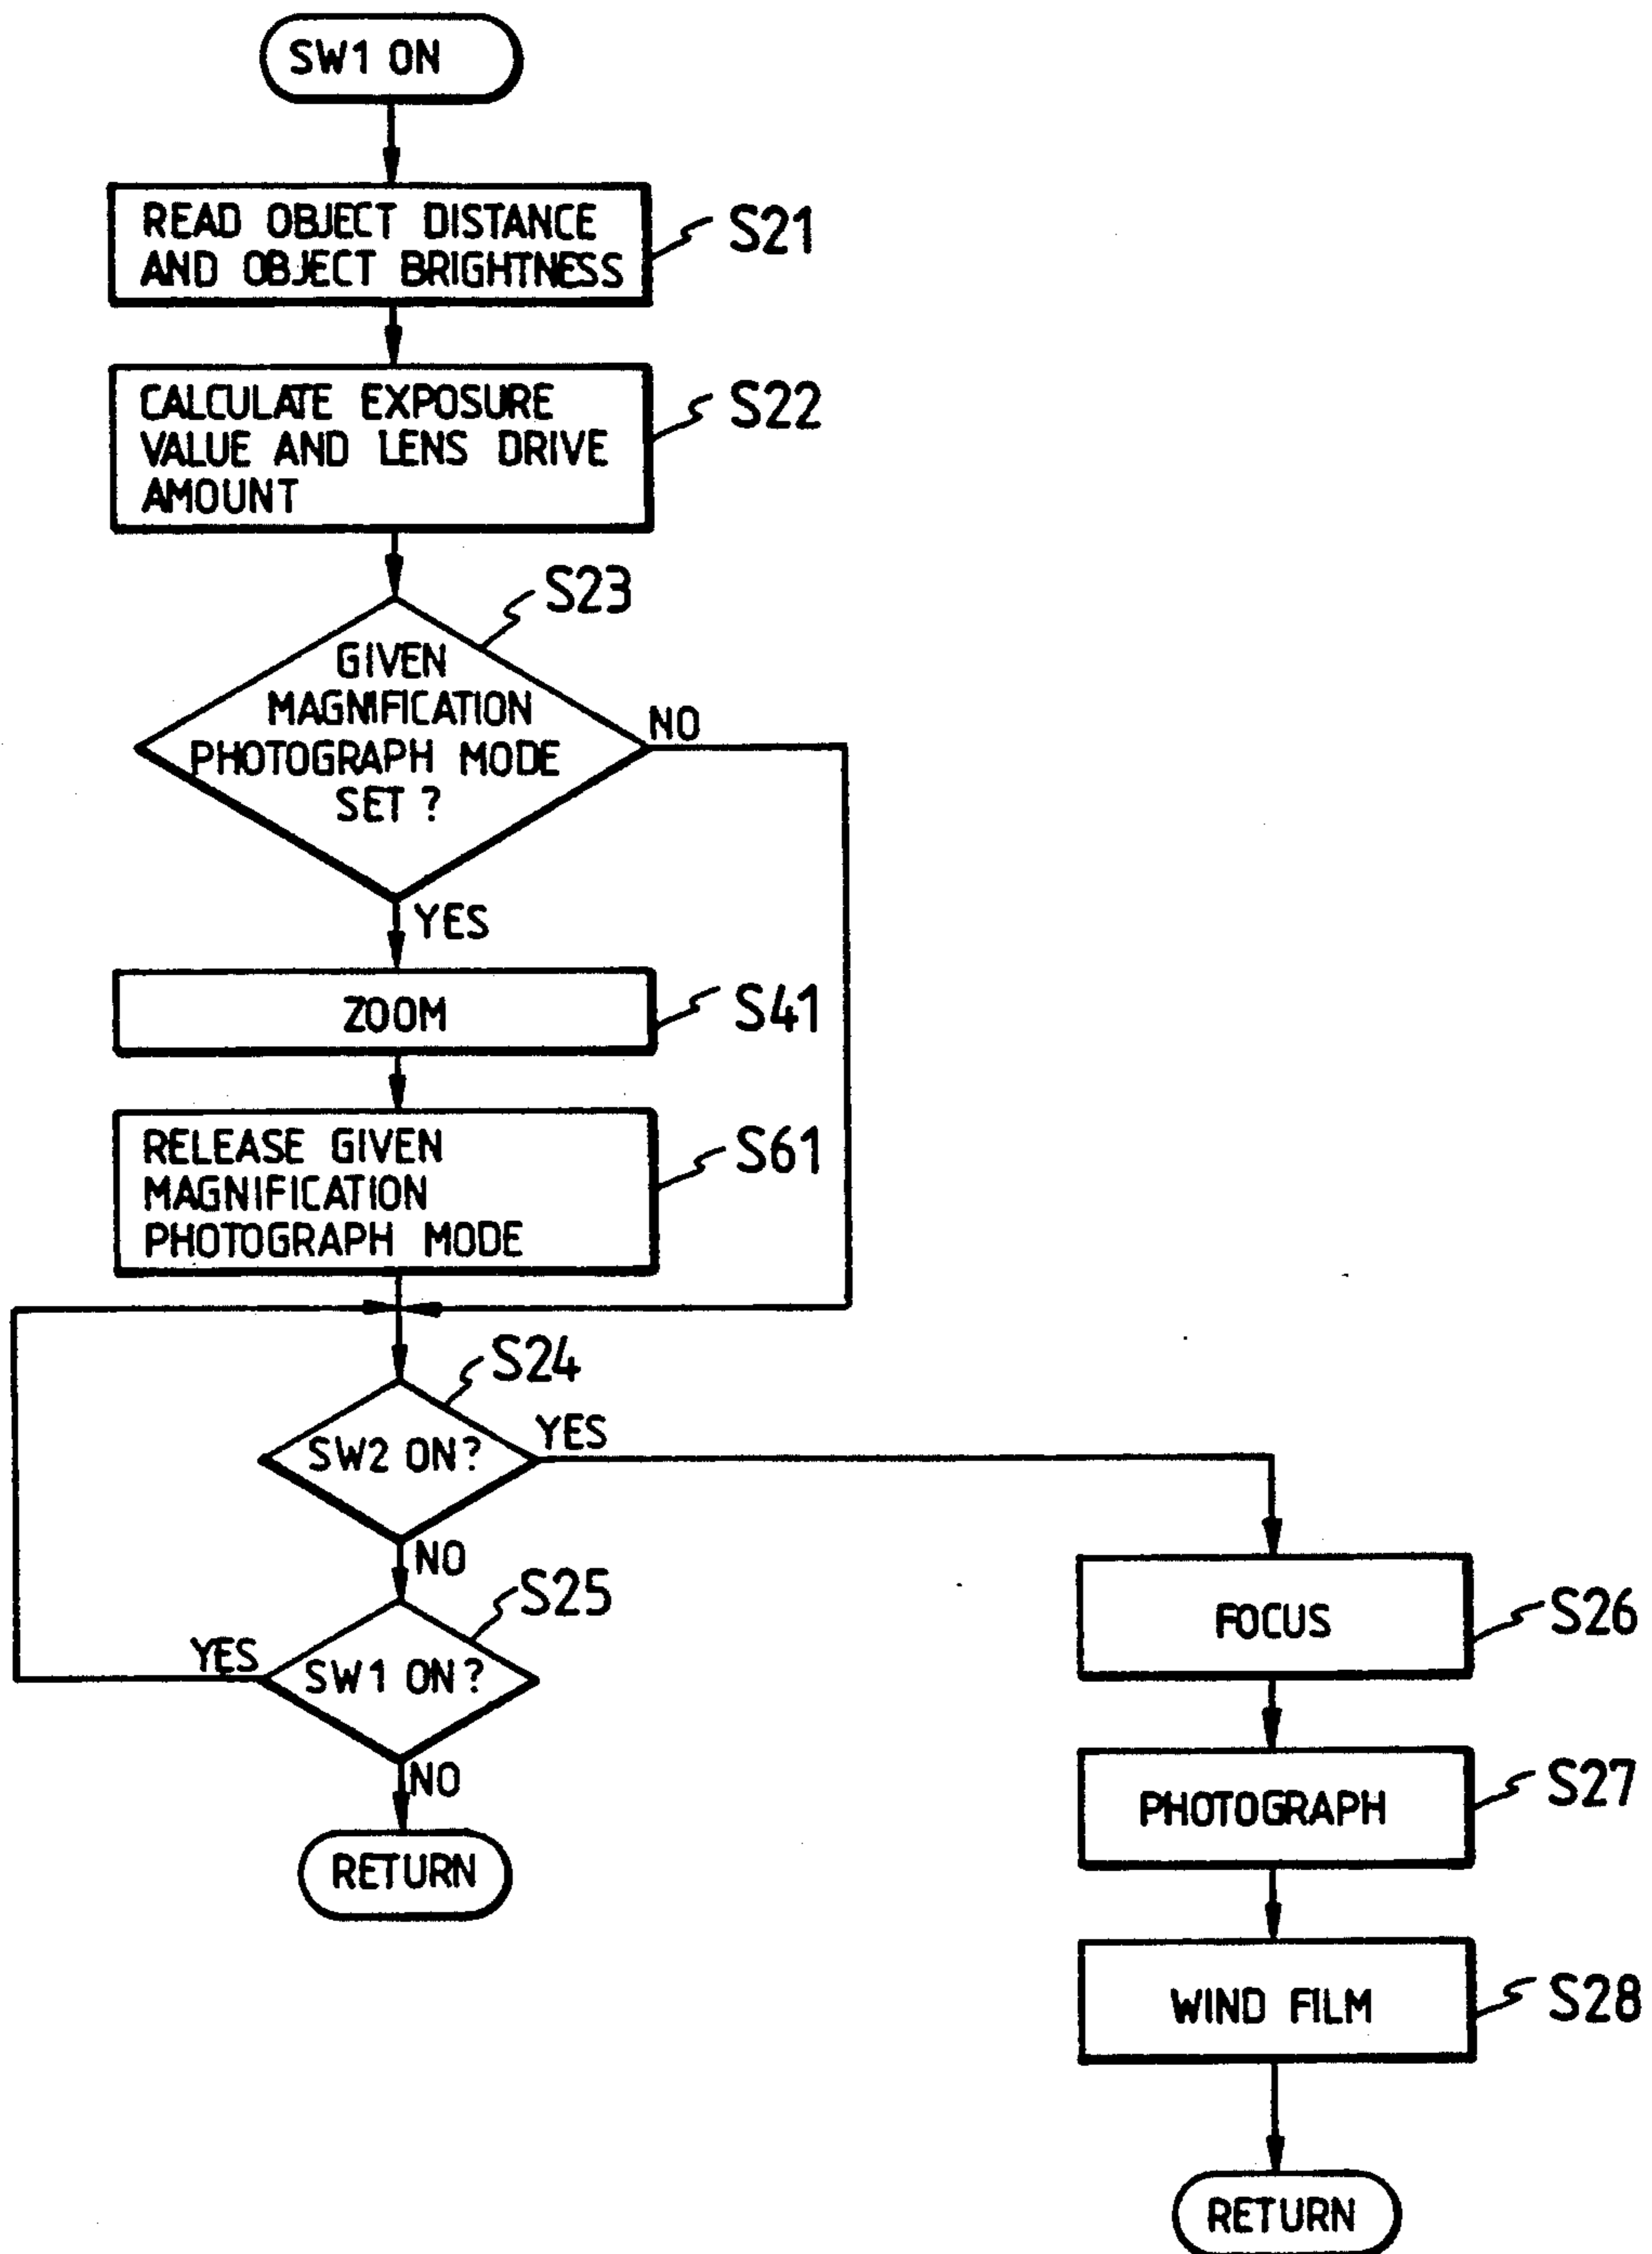 SW1 ON
READ OBJECT DISTANCE
AND OBJECT BRIGHTNESS
S21
CALCULATE EXPOSURE
VALUE AND LENS DRIVE
AMOUNT
S22
S23
GIVEN
MAGNIFICATION
PHOTOGRAPH MODE
SET ?
NO
YES
ZOOM
S41
RELEASE GIVEN
MAGNIFICATION
PHOTOGRAPH MODE
S61
S24
SW2 ON?
YES
NO
S25
SW1 ON?
YES
NO
RETURN
FOCUS
S26
PHOTOGRAPH
S27
WIND FILM
S28
RETURN